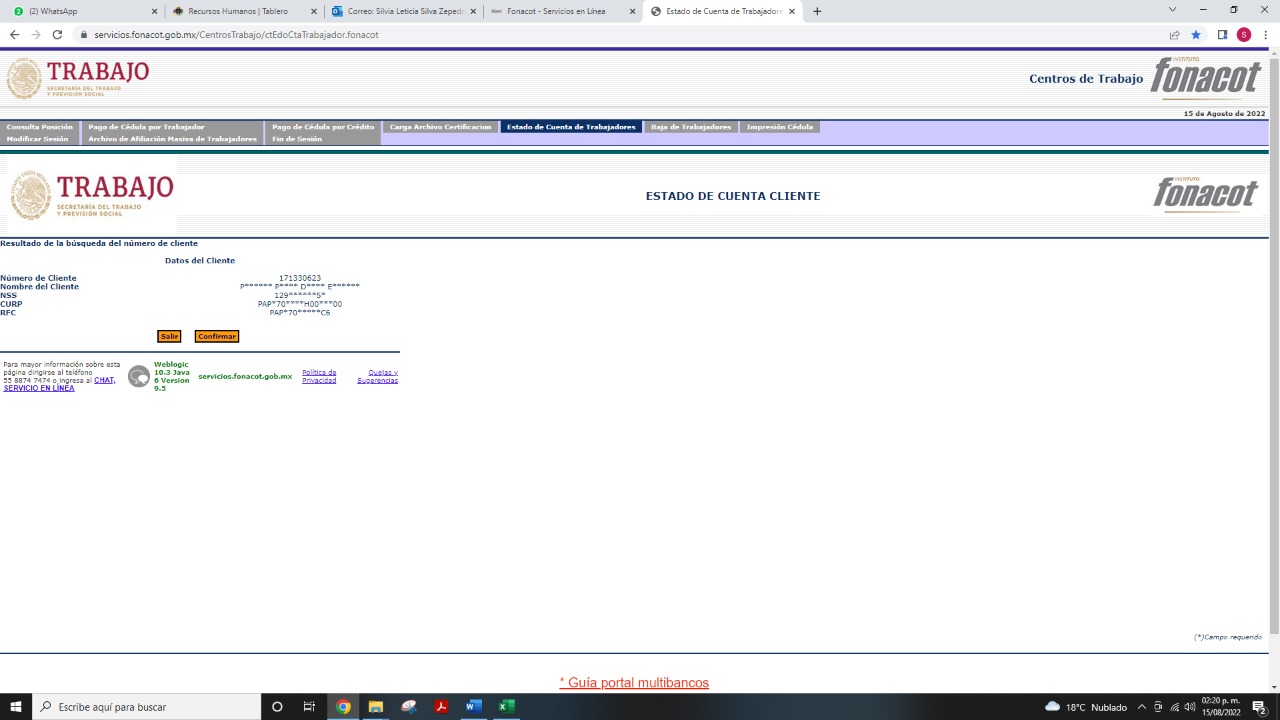 (2) WhatsApp
Recursos Humanos | Tablero
Correo: Silvia Leticia Silva Zeped
Fonacot - Servicios en Línea
Estado de Cuenta de Trabajadore
servicios.fonacot.gob.mx/CentrosTrabajo/ctEdoCtaTrabajador.fonacot
S
TRABAJO
SECRETARÍA DEL TRABAJO
Y PREVISIÓN SOCIAL
Centros de Trabajo
INSTITUTO
fonacot
15 de Agosto de 2022
Consulta Posición
Pago de Cédula por Trabajador
Pago de Cédula por Crédito
Carga Archivo Certificacion
Estado de Cuenta de Trabajadores
Baja de Trabajadores
Impresión Cédula
Modificar Sesión
Archivo de Afiliación Masiva de Trabajadores
Fin de Sesión
TRABAJO
SECRETARÍA DEL TRABAJO
Y PREVISIÓN SOCIAL
ESTADO DE CUENTA CLIENTE
INSTITUTO
fonacot
Resultado de la búsqueda del número de cliente
Datos del Cliente
Número de Cliente 171330623
Nombre del Cliente P****** P**** D**** E******
NSS 129******5*
CURP PAP*70****H00***00
RFC PAP*70*****C6
Salir
Confirmar
Para mayor información sobre esta
página dirigirse al teléfono
55 8874 7474 o ingresa al CHAT,
SERVICIO EN LÍNEA
Weblogic
10.3 Java
6 Version
9.5
servicios.fonacot.gob.mx
Política de
Privacidad
Quejas y
Sugerencias
(*)Campo requerido
* Guía portal multibancos
Escribe aquí para buscar
18°C Nublado
02:20 p. m.
15/08/2022
2